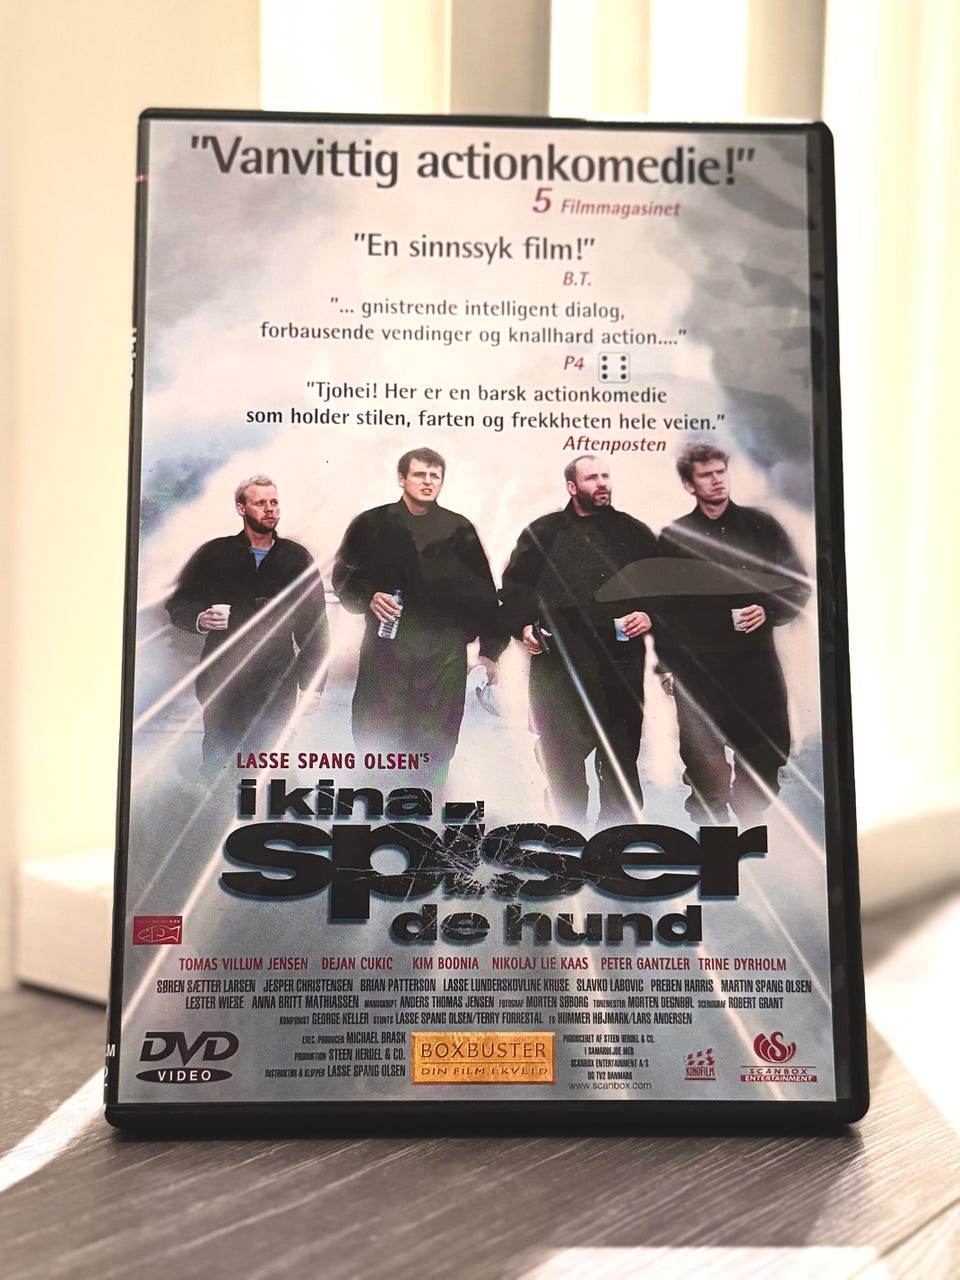 "Vanvittig actionkomedie!"
5 Filmmagasinet
"En sinnssyk film!"
B.T.
"... gnistrende intelligent dialog,
forbausende vendinger og knallhard action...."
P4
"Tjohei! Her er en barsk actionkomedie
som holder stilen, farten og frekkheten hele veien."
Aftenposten
LASSE SPANG OLSEN'S
i kina
spiser
de hund
TOMAS VILLUM JENSEN DEJAN CUKIC KIM BODNIA NIKOLAJ LIE KAAS PETER GANTZLER TRINE DYRHOLM
SØREN SÆTTER LARSEN JESPER CHRISTENSEN BRIAN PATTERSON LASSE LUNDERSKOVLINE KRUSE SLAVKO LABOVIC PREBEN HARRIS MARTIN SPANG OLSEN
LESTER WIESE ANNA BRITT MATHIASSEN MANUSKRIPT ANDERS THOMAS JENSEN FOTOGRAF MORTEN SØBORG TONEMESTER MORTEN DEGNBØL SCENOGRAF ROBERT GRANT
KOMPONIST GEORGE KELLER STUNTS LASSE SPANG OLSEN/TERRY FORRESTAL FX HUMMER HØJMARK/LARS ANDERSEN
EXEC. PRODUCER MICHAEL BRASK
PRODUKTION STEEN HERDEL & CO.
INSTRUKTØR & KLIPPER LASSE SPANG OLSEN
DVD
VIDEO
BOXBUSTER
DIN FILM I KVELD
PRODUCERET AF STEEN HERDEL & CO.
I SAMARBEJDE MED
SCANBOX ENTERTAINMENT A/S
OG TV2 DANMARK
www.scanbox.com
KINOFILM
SCANBOX
ENTERTAINMENT